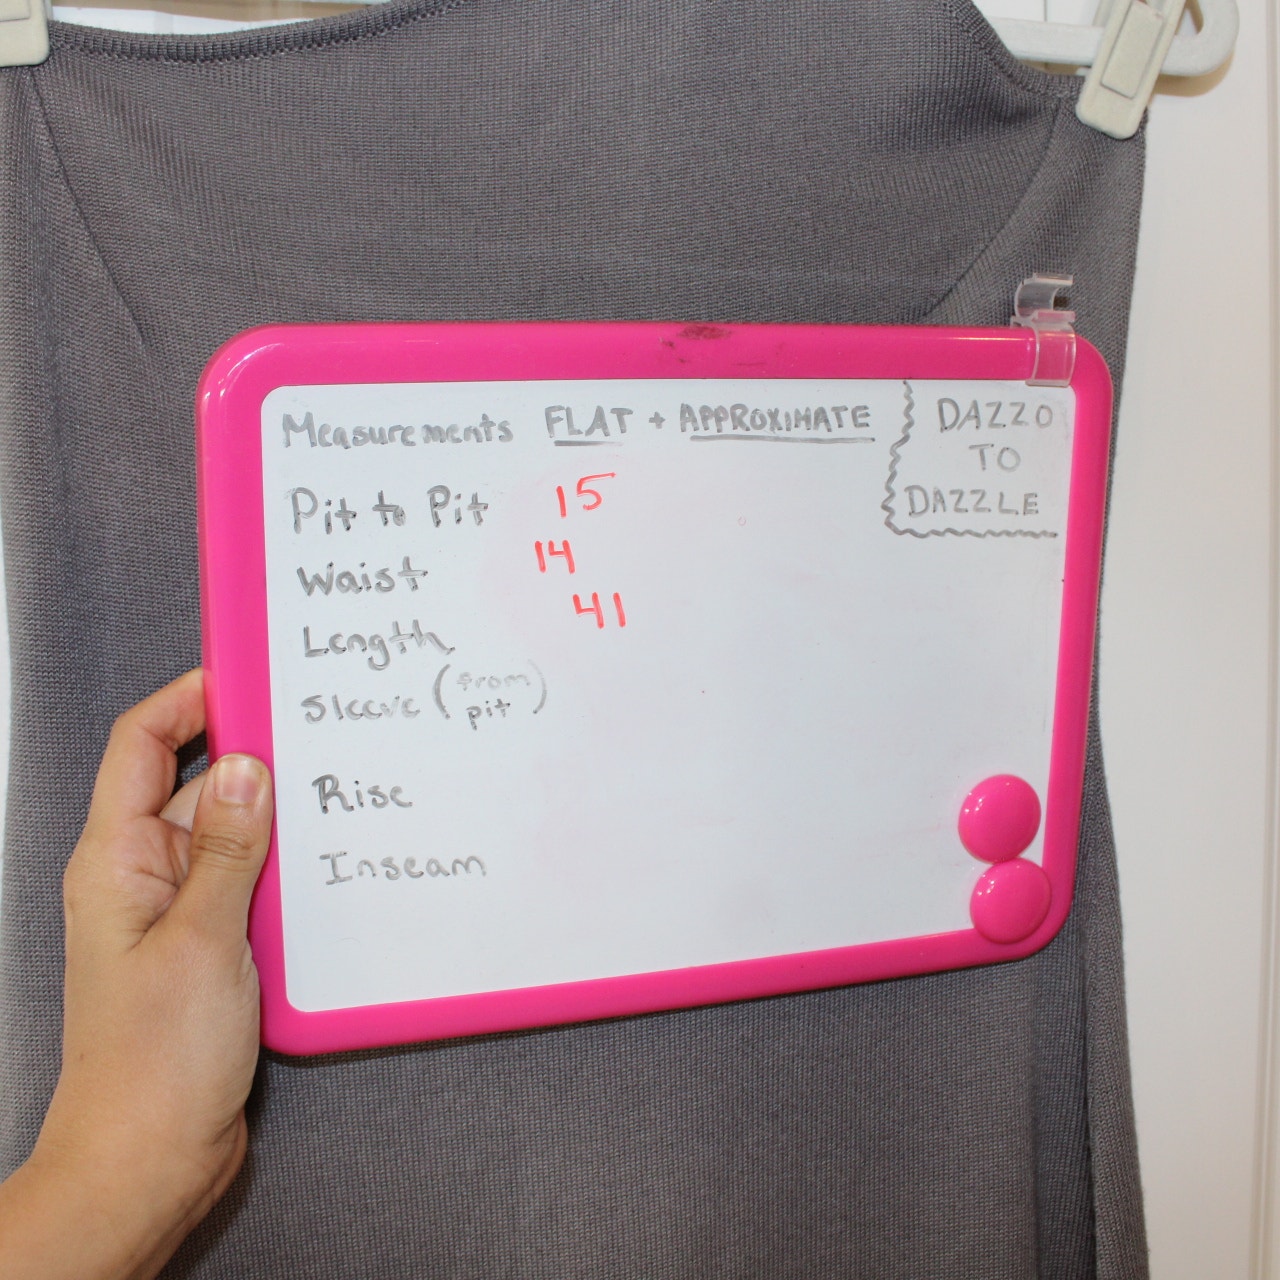 Measurements FLAT + APPROXIMATE
DAZZO
TO
DAZZLE
Pit to Pit 15
Waist 14
Length 41
Sleeve (from
pit)
Rise
Inseam